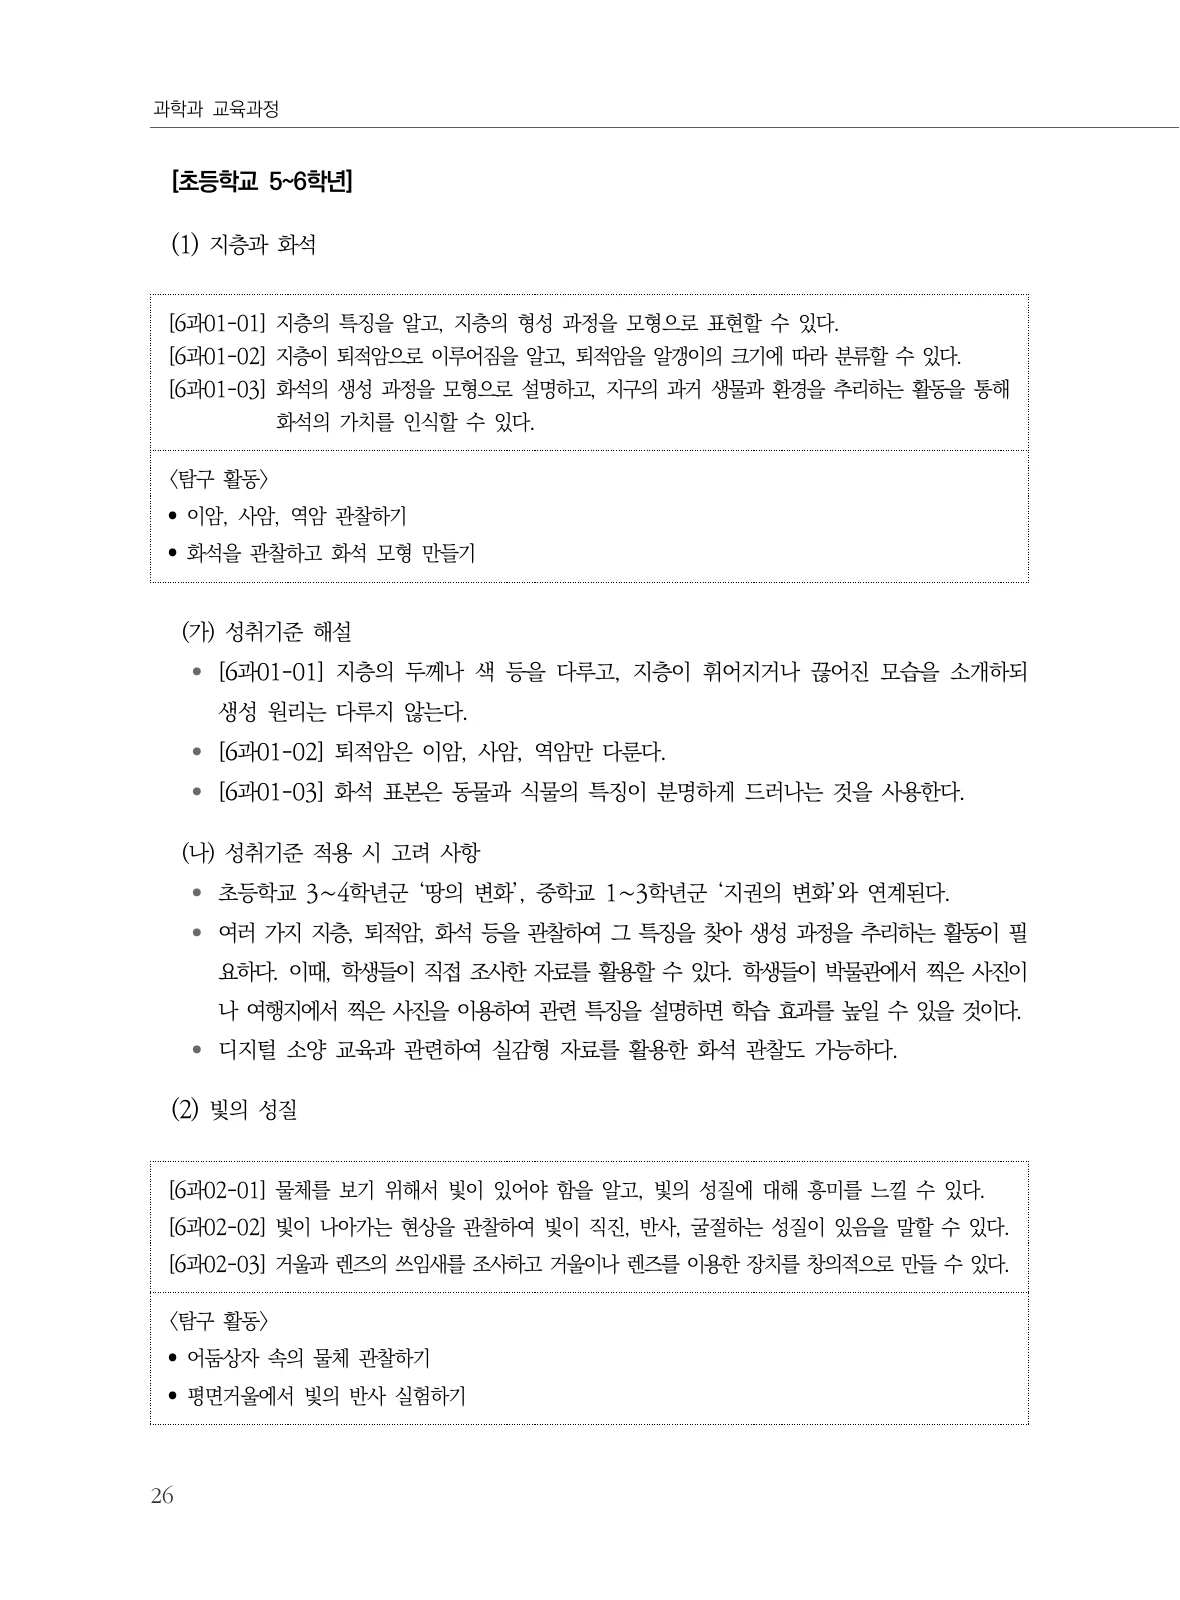 과학과 교육과정
[초등학교 5~6학년]
(1) 지층과 화석
[6과01-01] 지층의 특징을 알고, 지층의 형성 과정을 모형으로 표현할 수 있다.
[6과01-02] 지층이 퇴적암으로 이루어짐을 알고, 퇴적암을 알갱이의 크기에 따라 분류할 수 있다.
[6과01-03] 화석의 생성 과정을 모형으로 설명하고, 지구의 과거 생물과 환경을 추리하는 활동을 통해
화석의 가치를 인식할 수 있다.
〈탐구 활동〉
• 이암, 사암, 역암 관찰하기
• 화석을 관찰하고 화석 모형 만들기
(가) 성취기준 해설
• [6과01-01] 지층의 두께나 색 등을 다루고, 지층이 휘어지거나 끊어진 모습을 소개하되
생성 원리는 다루지 않는다.
• [6과01-02] 퇴적암은 이암, 사암, 역암만 다룬다.
• [6과01-03] 화석 표본은 동물과 식물의 특징이 분명하게 드러나는 것을 사용한다.
(나) 성취기준 적용 시 고려 사항
• 초등학교 3~4학년군 ‘땅의 변화’, 중학교 1~3학년군 ‘지권의 변화’와 연계된다.
• 여러 가지 지층, 퇴적암, 화석 등을 관찰하여 그 특징을 찾아 생성 과정을 추리하는 활동이 필
요하다. 이때, 학생들이 직접 조사한 자료를 활용할 수 있다. 학생들이 박물관에서 찍은 사진이
나 여행지에서 찍은 사진을 이용하여 관련 특징을 설명하면 학습 효과를 높일 수 있을 것이다.
• 디지털 소양 교육과 관련하여 실감형 자료를 활용한 화석 관찰도 가능하다.
(2) 빛의 성질
[6과02-01] 물체를 보기 위해서 빛이 있어야 함을 알고, 빛의 성질에 대해 흥미를 느낄 수 있다.
[6과02-02] 빛이 나아가는 현상을 관찰하여 빛이 직진, 반사, 굴절하는 성질이 있음을 말할 수 있다.
[6과02-03] 거울과 렌즈의 쓰임새를 조사하고 거울이나 렌즈를 이용한 장치를 창의적으로 만들 수 있다.
〈탐구 활동〉
• 어둠상자 속의 물체 관찰하기
• 평면거울에서 빛의 반사 실험하기
26